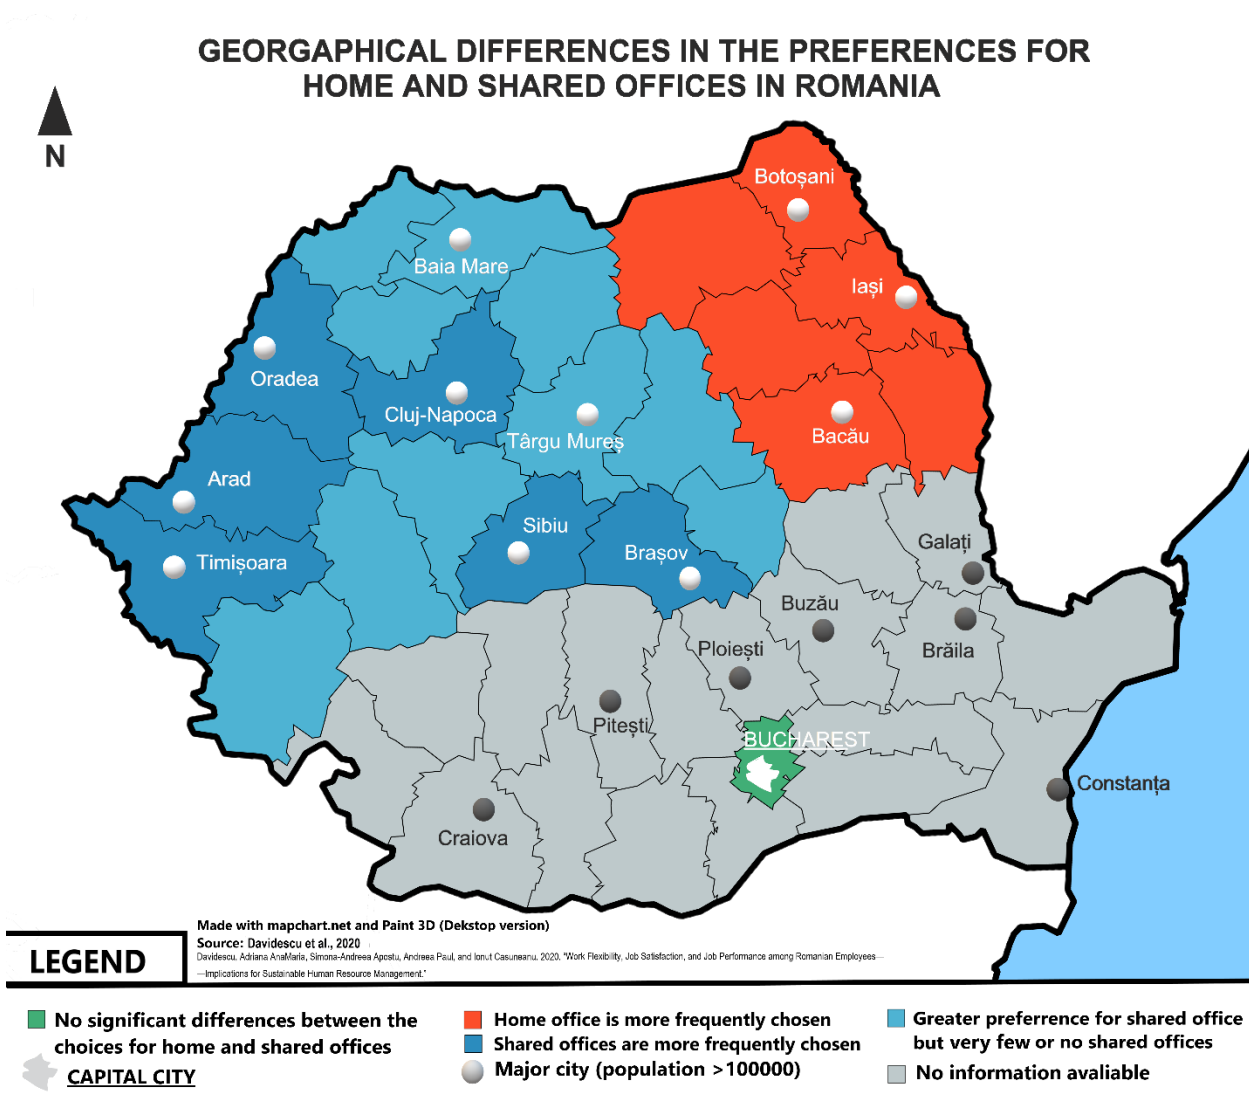 GEORGAPHICAL DIFFERENCES IN THE PREFERENCES FOR
HOME AND SHARED OFFICES IN ROMANIA
N
Botoșani
Baia Mare
Iași
Oradea
Cluj-Napoca
Târgu Mureș
Bacău
Arad
Sibiu
Timișoara
Brașov
Galați
Buzău
Ploiești
Brăila
Pitești
BUCHAREST
Constanța
Craiova
Made with mapchart.net and Paint 3D (Dekstop version)
Source: Davidescu et al., 2020
Davidescu, Adriana AnaMaria, Simona-Andreea Apostu, Andreea Paul, and Ionut Casuneanu. 2020. "Work Flexibility, Job Satisfaction, and Job Performance among Romanian Employees—
—Implications for Sustainable Human Resource Management."
LEGEND
No significant differences between the
choices for home and shared offices
CAPITAL CITY
Home office is more frequently chosen
Shared offices are more frequently chosen
Major city (population >100000)
Greater preferrence for shared office
but very few or no shared offices
No information avaliable